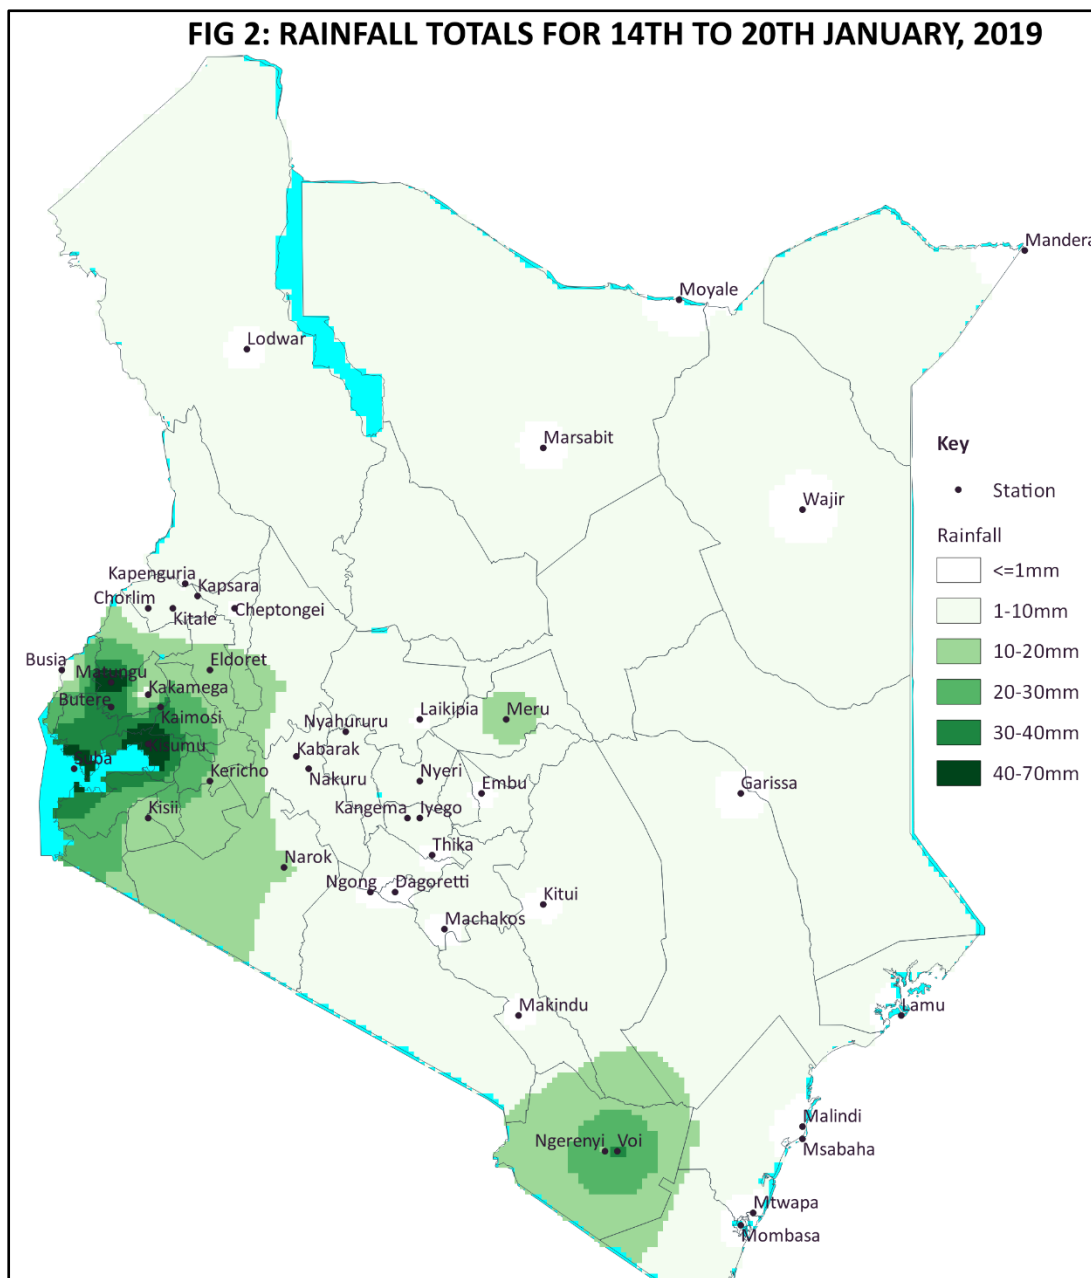 FIG 2: RAINFALL TOTALS FOR 14TH TO 20TH JANUARY, 2019
Mandera
Moyale
Lodwar
Marsabit
Key
Station
Wajir
Rainfall
<=1mm
1-10mm
10-20mm
20-30mm
30-40mm
40-70mm
Kapenguria
Kapsara
Chorlim
Kitale
Cheptongei
Busia
Eldoret
Matungu
Kakamega
Butere
Kaimosi
Laikipia
Meru
Nyahururu
Kisumu
Kabarak
Suba
Kericho
Nakuru
Nyeri
Embu
Garissa
Kisii
Kangema
Iyego
Thika
Narok
Ngong
Dagoretti
Kitui
Machakos
Makindu
Lamu
Malindi
Ngerenyi
Voi
Msabaha
Mtwapa
Mombasa